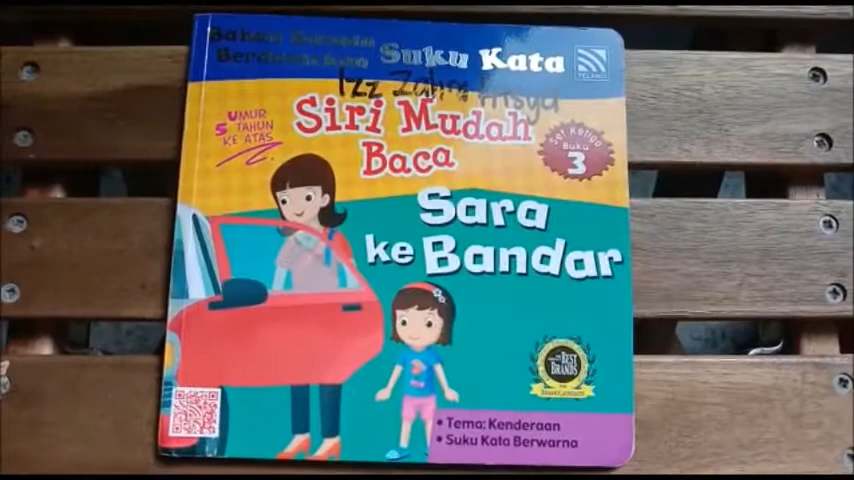 Suku Kata
PELANGI
Izz Zahra Arisya
Siri Mudah
Baca
UMUR
5 TAHUN
KE ATAS
Set Ketiga
Buku
3
Sara
ke Bandar
BEST
BRANDS
• Tema: Kenderaan
• Suku Kata Berwarna